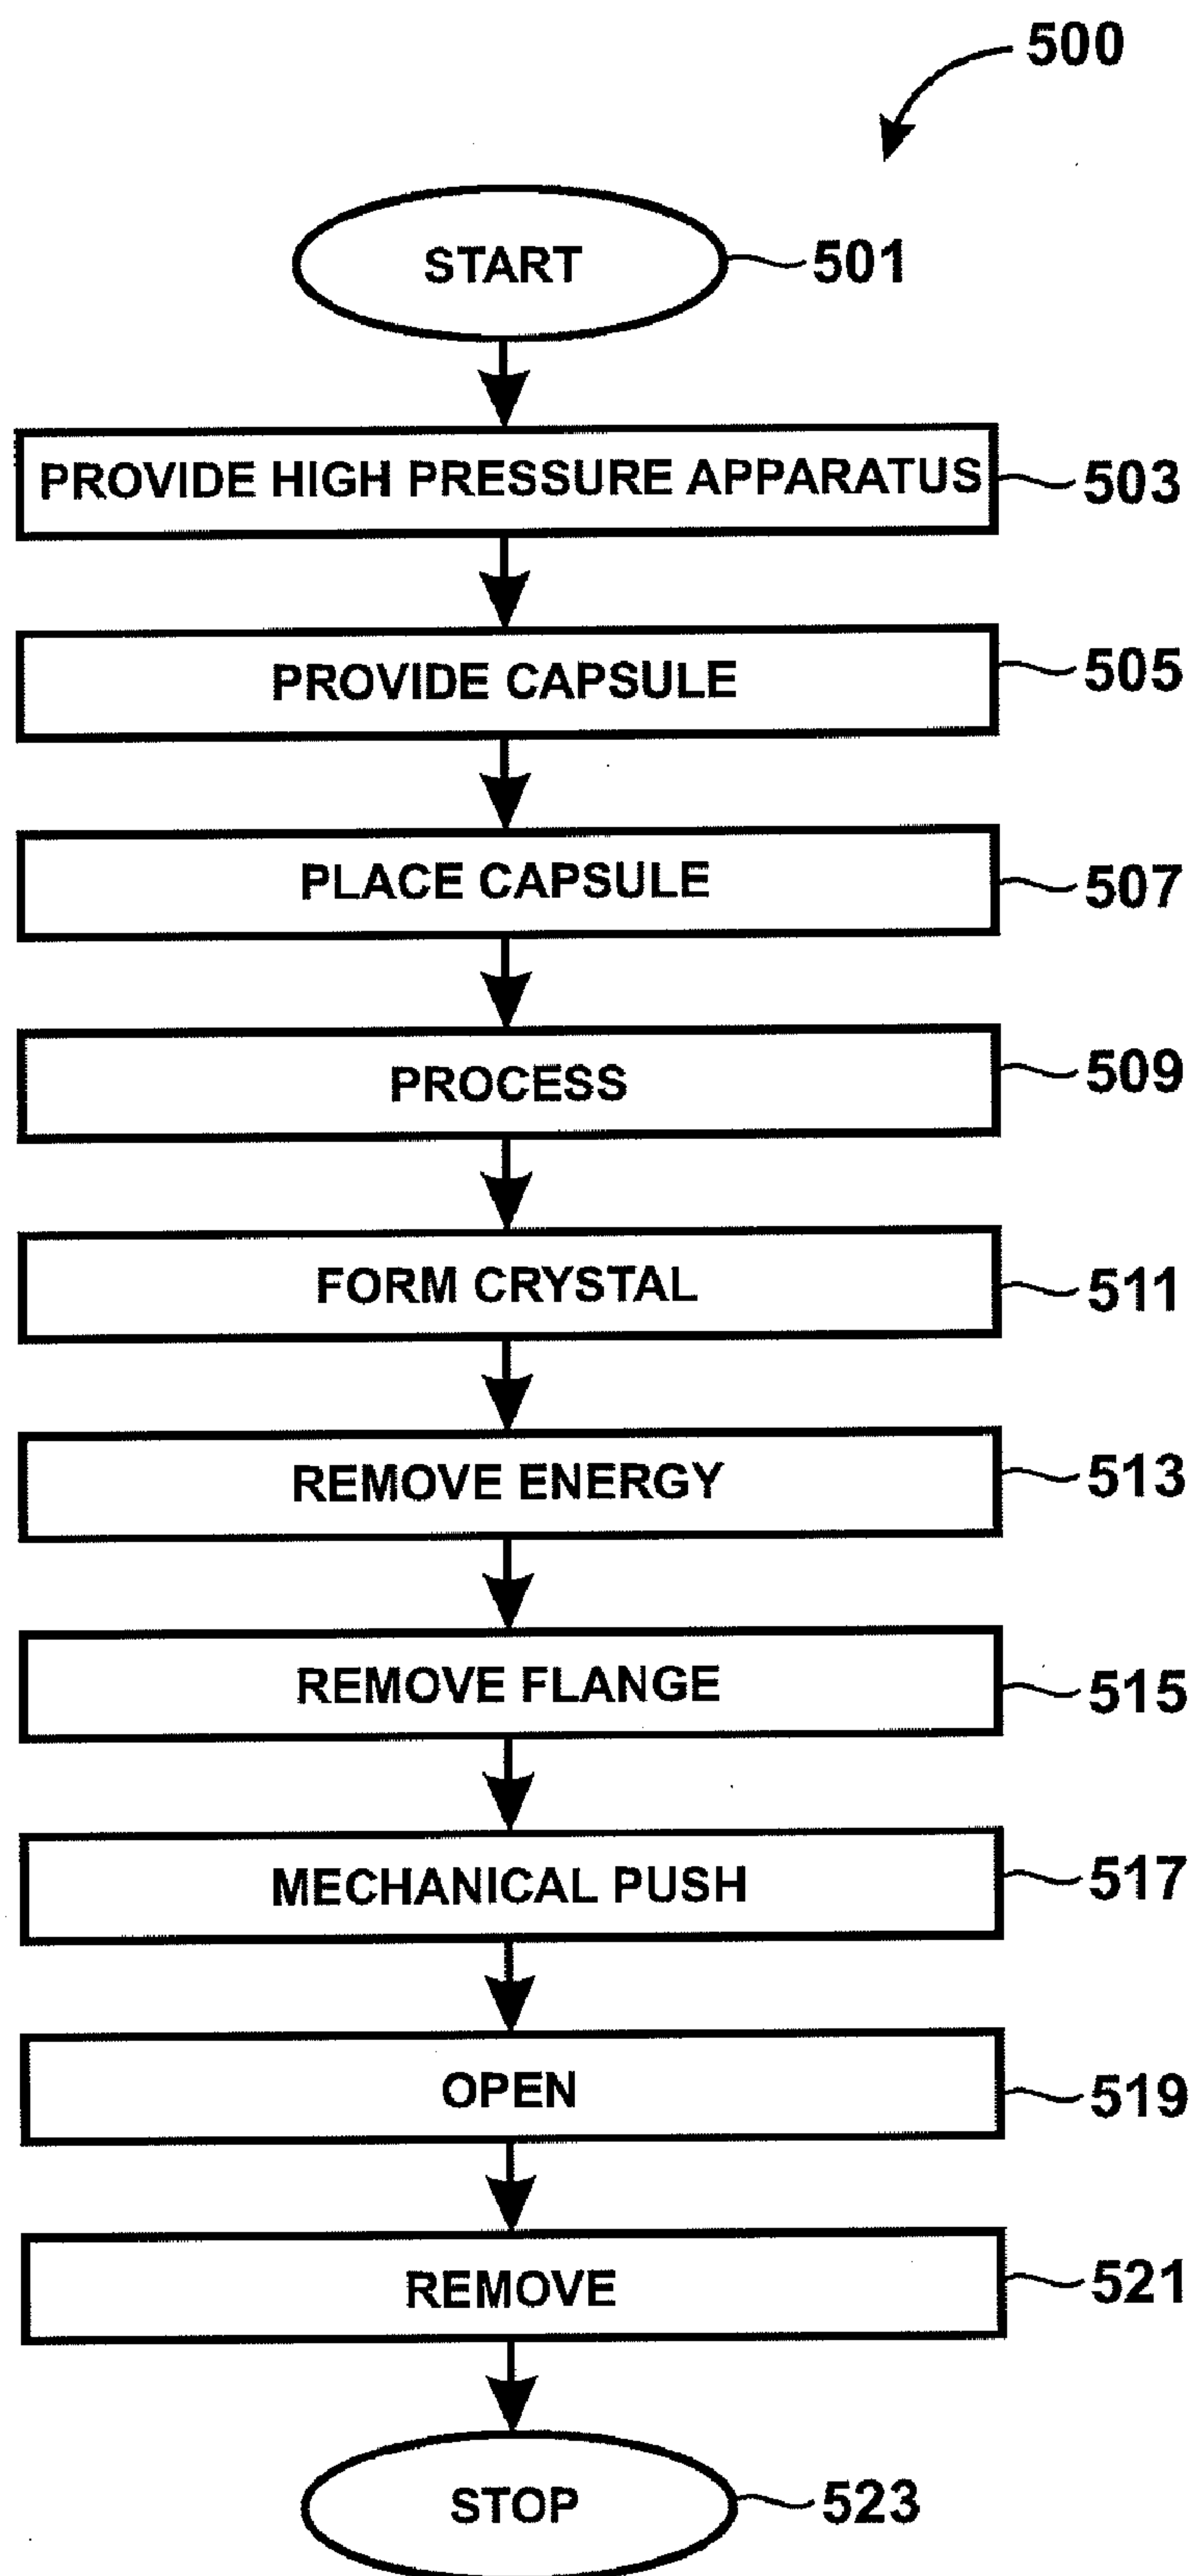 500
START 501
PROVIDE HIGH PRESSURE APPARATUS 503
PROVIDE CAPSULE 505
PLACE CAPSULE 507
PROCESS 509
FORM CRYSTAL 511
REMOVE ENERGY 513
REMOVE FLANGE 515
MECHANICAL PUSH 517
OPEN 519
REMOVE 521
STOP 523